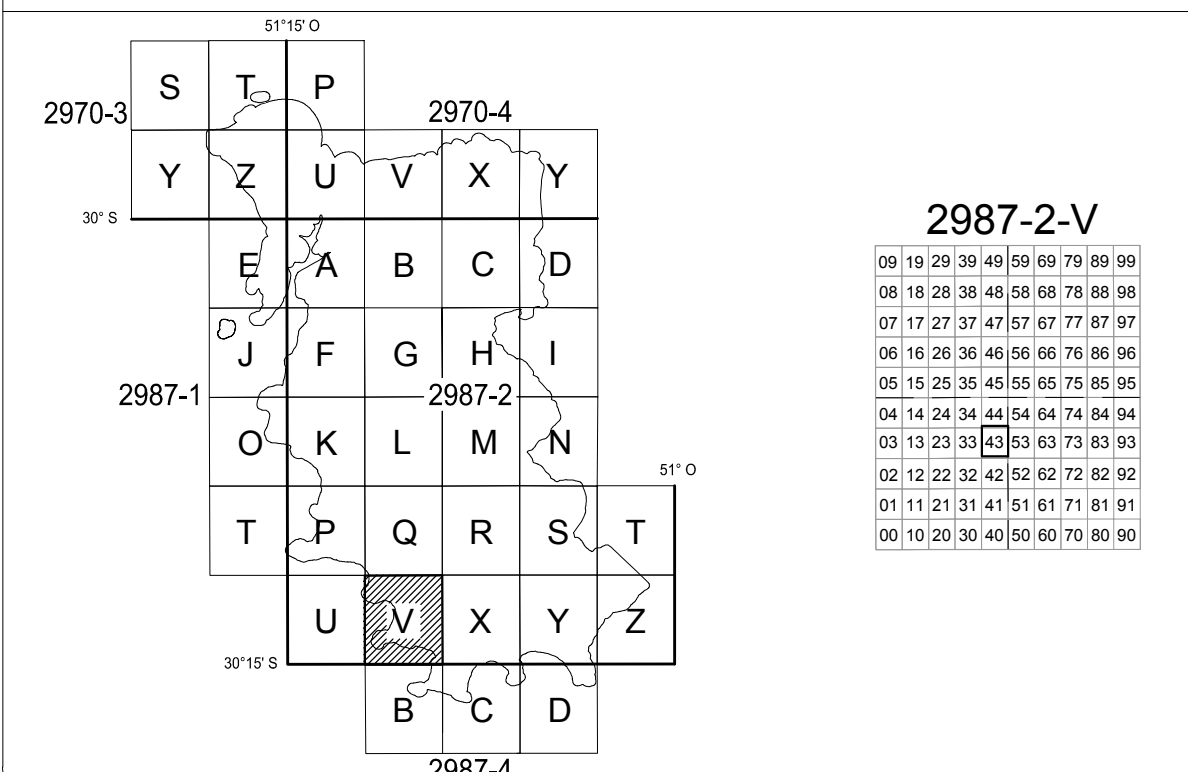 51°15' O
S T P
2970-3 2970-4
Y Z U V X Y
30° S
E A B C D
J F G H I
2987-1 2987-2
O K L M N
51° O
T P Q R S T
U V X Y Z
30°15' S
B C D
2987-4
2987-2-V
09 19 29 39 49 59 69 79 89 99
08 18 28 38 48 58 68 78 88 98
07 17 27 37 47 57 67 77 87 97
06 16 26 36 46 56 66 76 86 96
05 15 25 35 45 55 65 75 85 95
04 14 24 34 44 54 64 74 84 94
03 13 23 33 43 53 63 73 83 93
02 12 22 32 42 52 62 72 82 92
01 11 21 31 41 51 61 71 81 91
00 10 20 30 40 50 60 70 80 90